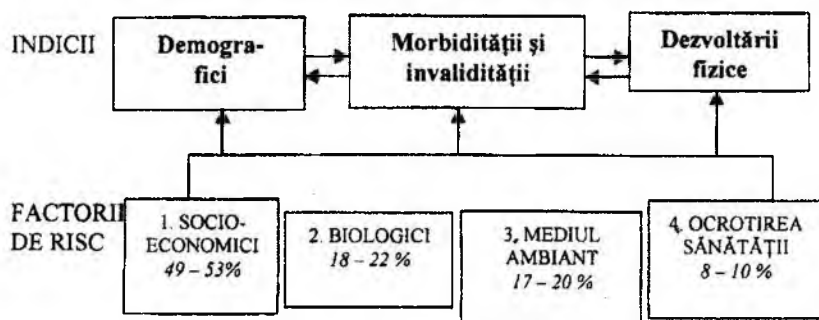 INDICII
Demogra-
fici
Morbidității și
invalidității
Dezvoltării
fizice
FACTORII
DE RISC
1. SOCIO-
ECONOMICI
49 – 53%
2. BIOLOGICI
18 – 22 %
3. MEDIUL
AMBIANT
17 – 20 %
4. OCROTIREA
SĂNĂTĂȚII
8 – 10 %